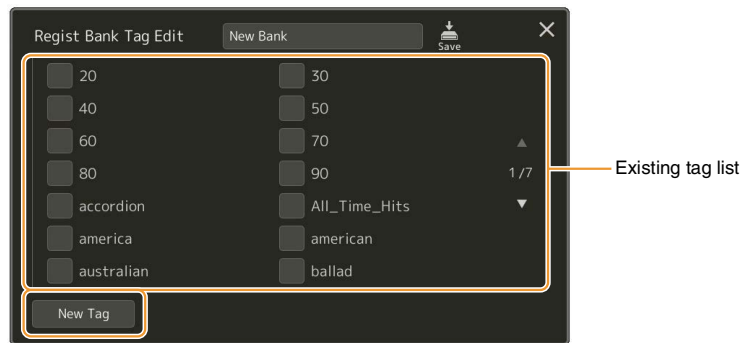 Regist Bank Tag Edit New Bank Save
20 30
40 50
60 70
80 90 1/7
accordion All_Time_Hits
america american
australian ballad
New Tag
Existing tag list